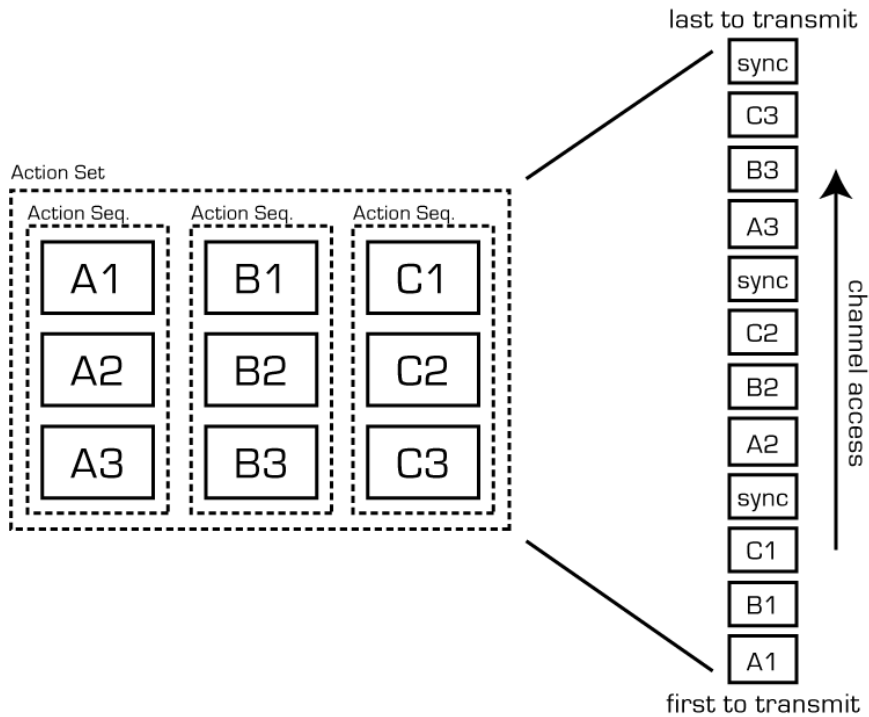 last to transmit
sync
C3
B3
A3
sync
C2
B2
A2
sync
C1
B1
A1
first to transmit
channel access
Action Set
Action Seq. Action Seq. Action Seq.
A1 B1 C1
A2 B2 C2
A3 B3 C3